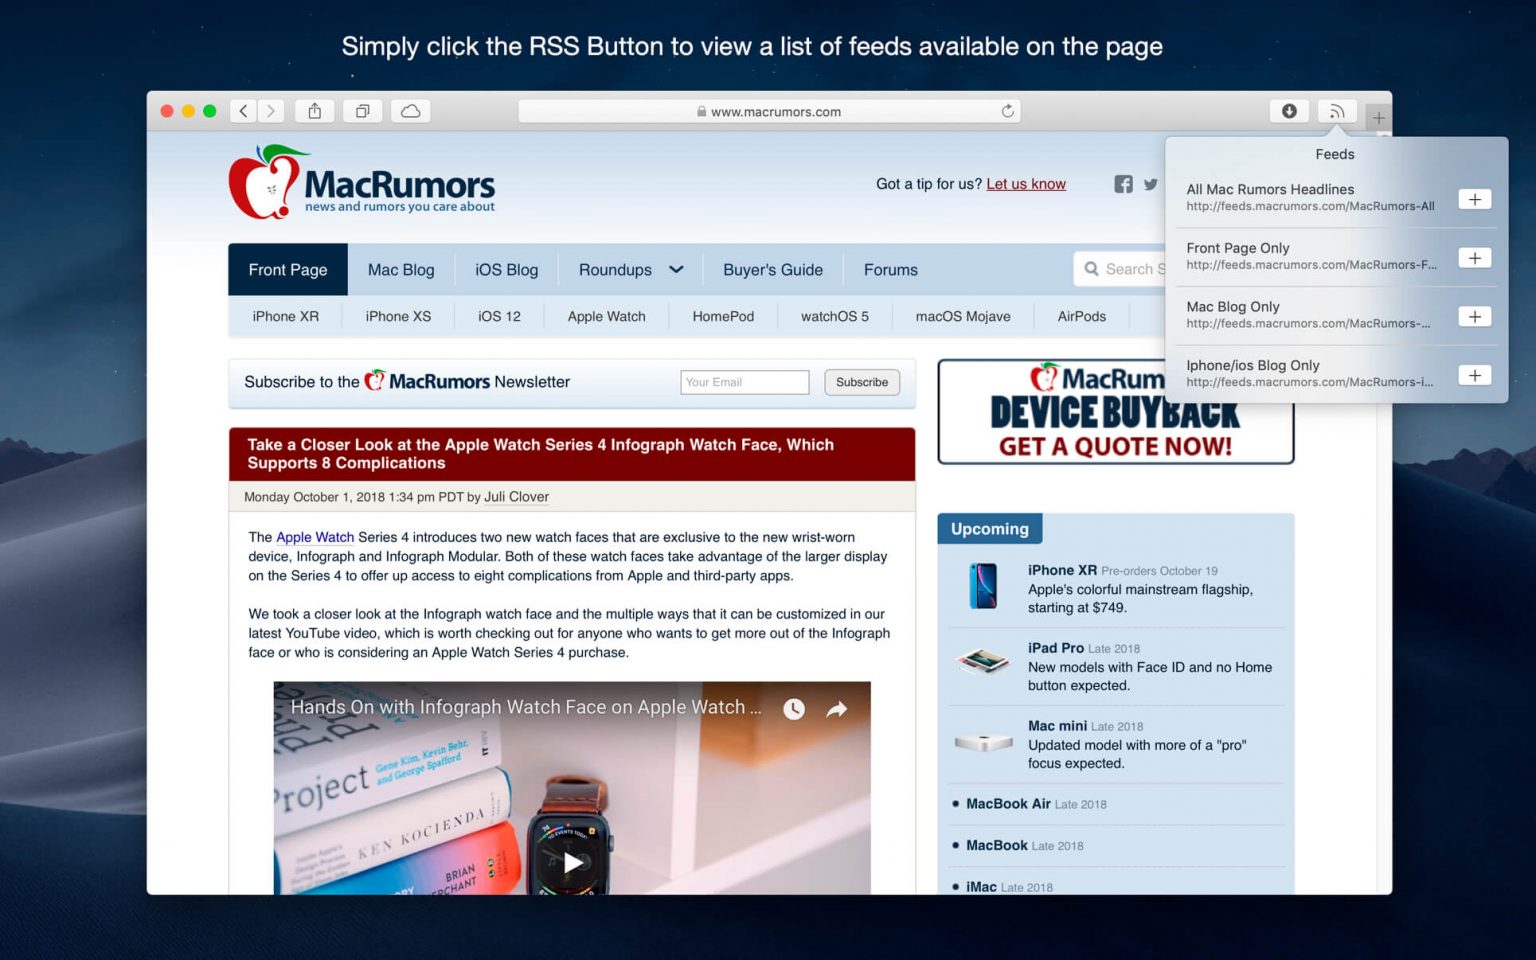 Simply click the RSS Button to view a list of feeds available on the page
www.macrumors.com
Feeds
All Mac Rumors Headlines
http://feeds.macrumors.com/MacRumors-All
Front Page Only
http://feeds.macrumors.com/MacRumors-F...
Mac Blog Only
http://feeds.macrumors.com/MacRumors-...
Iphone/ios Blog Only
http://feeds.macrumors.com/MacRumors-i...
MacRumors
news and rumors you care about
Got a tip for us? Let us know
Front Page Mac Blog iOS Blog Roundups Buyer's Guide Forums Search S
iPhone XR iPhone XS iOS 12 Apple Watch HomePod watchOS 5 macOS Mojave AirPods
Subscribe to the MacRumors Newsletter Your Email Subscribe
Take a Closer Look at the Apple Watch Series 4 Infograph Watch Face, Which
Supports 8 Complications
Monday October 1, 2018 1:34 pm PDT by Juli Clover
The Apple Watch Series 4 introduces two new watch faces that are exclusive to the new wrist-worn
device, Infograph and Infograph Modular. Both of these watch faces take advantage of the larger display
on the Series 4 to offer up access to eight complications from Apple and third-party apps.
We took a closer look at the Infograph watch face and the multiple ways that it can be customized in our
latest YouTube video, which is worth checking out for anyone who wants to get more out of the Infograph
face or who is considering an Apple Watch Series 4 purchase.
Hands On with Infograph Watch Face on Apple Watch ...
Project
Gene Kim, Kevin Behr,
and George Spafford
KEN KOCIENDA
BRIAN
MERCHANT
NO EVENTS TODAY
MacRum
DEVICE BUYBACK
GET A QUOTE NOW!
Upcoming
iPhone XR Pre-orders October 19
Apple's colorful mainstream flagship,
starting at $749.
iPad Pro Late 2018
New models with Face ID and no Home
button expected.
Mac mini Late 2018
Updated model with more of a "pro"
focus expected.
MacBook Air Late 2018
MacBook Late 2018
iMac Late 2018